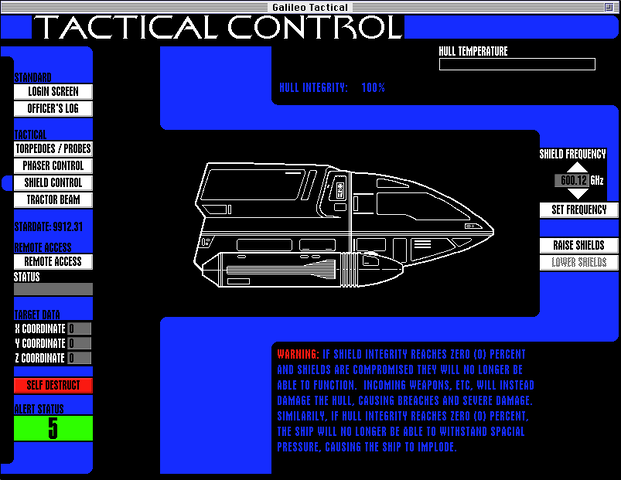 Galileo Tactical
TACTICAL CONTROL
HULL TEMPERATURE
HULL INTEGRITY: 100%
STANDARD
LOGIN SCREEN
OFFICER'S LOG
TACTICAL
TORPEDOES / PROBES
PHASER CONTROL
SHIELD CONTROL
TRACTOR BEAM
STARDATE: 9912.31
REMOTE ACCESS
REMOTE ACCESS
STATUS
TARGET DATA
X COORDINATE 0
Y COORDINATE 0
Z COORDINATE 0
SELF DESTRUCT
ALERT STATUS
5
SHIELD FREQUENCY
600.12 GHz
SET FREQUENCY
RAISE SHIELDS
LOWER SHIELDS
WARNING: IF SHIELD INTEGRITY REACHES ZERO (0) PERCENT
AND SHIELDS ARE COMPROMISED THEY WILL NO LONGER BE
ABLE TO FUNCTION. INCOMING WEAPONS, ETC, WILL INSTEAD
DAMAGE THE HULL, CAUSING BREACHES AND SEVERE DAMAGE.
SIMILARILY, IF HULL INTEGRITY REACHES ZERO (0) PERCENT,
THE SHIP WILL NO LONGER BE ABLE TO WITHSTAND SPACIAL
PRESSURE, CAUSING THE SHIP TO IMPLODE.